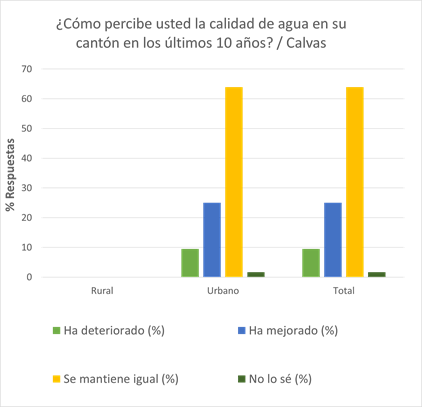 ¿Cómo percibe usted la calidad de agua en su
cantón en los últimos 10 años? / Calvas
% Respuestas
70
60
50
40
30
20
10
0
Rural
Urbano
Total
Ha deteriorado (%)
Ha mejorado (%)
Se mantiene igual (%)
No lo sé (%)